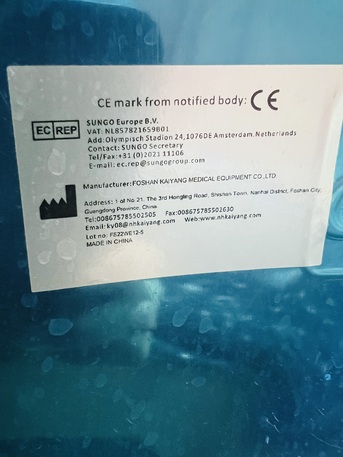 CE mark from notified body: CE
EC REP
SUNGO Europe B.V.
VAT: NL857821659B01
Add: Olympisch Stadion 24,1076DE Amsterdam, Netherlands
Contact: SUNGO Secretary
Tel/Fax:+31(0)2021 11106
E-mail: ec.rep@sungogroup.com
Manufacturer:FOSHAN KAIYANG MEDICAL EQUIPMENT CO.,LTD
Address: 1 of No 21, The 3rd Hongling Road, Shishan Town, Nanhai District, Foshan City,
Guangdong Province, China
Tel:008675785502505 Fax:008675785502630
Email: ky08@nhkaiyang.com Web:www.nhkaiyang.com
Lot no: FS22WE12-5
MADE IN CHINA